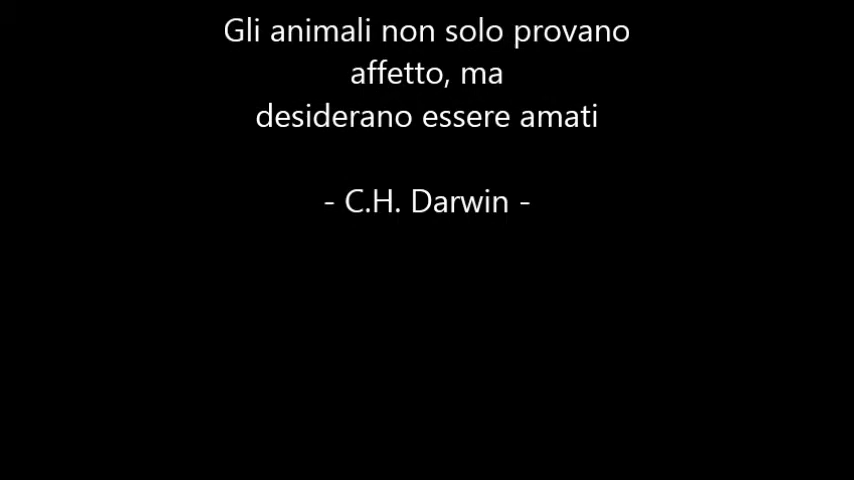 Gli animali non solo provano
affetto, ma
desiderano essere amati
- C.H. Darwin -